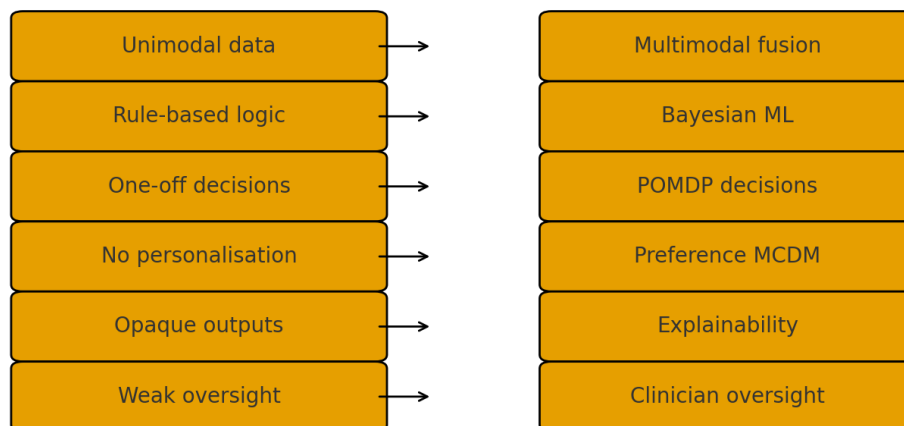 Unimodal data
Multimodal fusion
Rule-based logic
Bayesian ML
One-off decisions
POMDP decisions
No personalisation
Preference MCDM
Opaque outputs
Explainability
Weak oversight
Clinician oversight